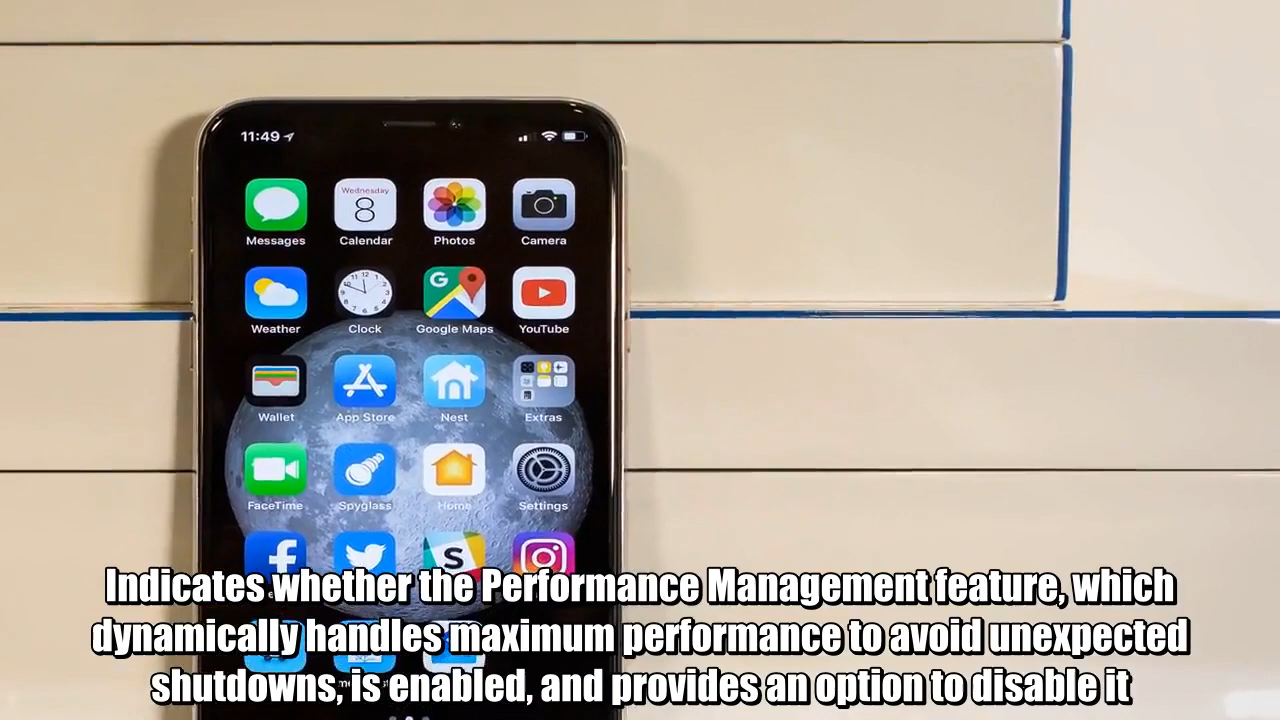 11:49
Wednesday
8
Messages Calendar Photos Camera
12
G
Weather Clock Google Maps YouTube
Wallet App Store Nest Extras
FaceTime Spyglass Home Settings
f S
Indicates whether the Performance Management feature, which
dynamically handles maximum performance to avoid unexpected
shutdowns, is enabled, and provides an option to disable it